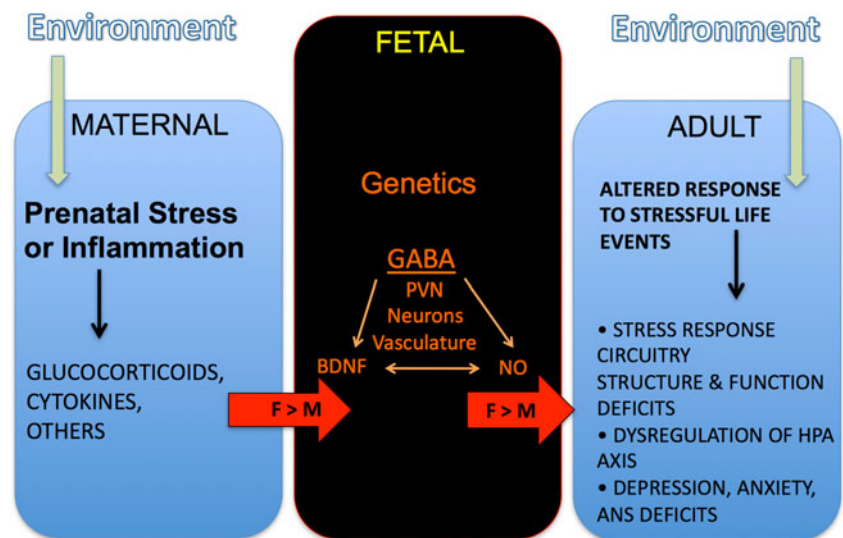 Environment
MATERNAL
Prenatal Stress
or Inflammation
GLUCOCORTICOIDS,
CYTOKINES,
OTHERS
F > M
FETAL
Genetics
GABA
PVN
Neurons
Vasculature
BDNF
NO
F > M
Environment
ADULT
ALTERED RESPONSE
TO STRESSFUL LIFE
EVENTS
• STRESS RESPONSE
CIRCUITRY
STRUCTURE & FUNCTION
DEFICITS
• DYSREGULATION OF HPA
AXIS
• DEPRESSION, ANXIETY,
ANS DEFICITS